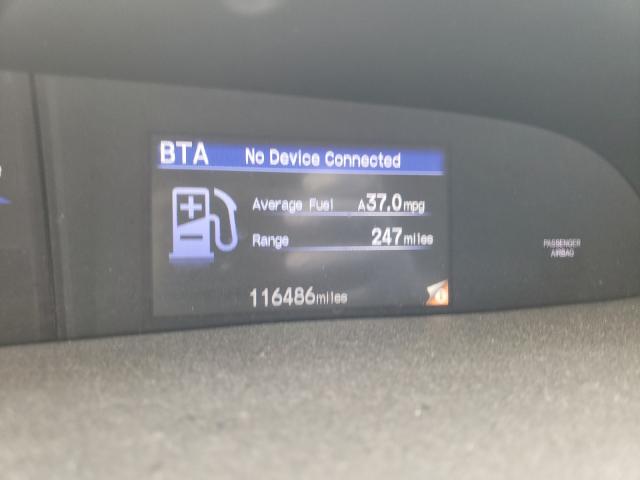 BTA No Device Connected
Average Fuel A37.0mpg
Range 247miles
116486miles
PASSENGER
AIRBAG